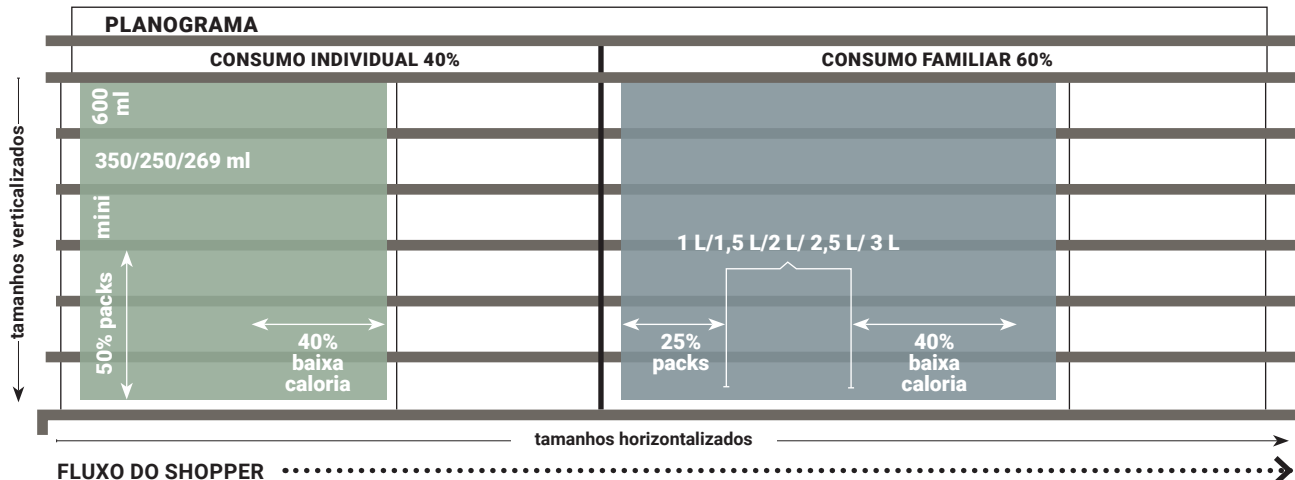 PLANOGRAMA
CONSUMO INDIVIDUAL 40%
CONSUMO FAMILIAR 60%
tamanhos verticalizados
600
ml
350/250/269 ml
mini
50% packs
40%
baixa
caloria
1 L/1,5 L/2 L/ 2,5 L/ 3 L
25%
packs
40%
baixa
caloria
tamanhos horizontalizados
FLUXO DO SHOPPER